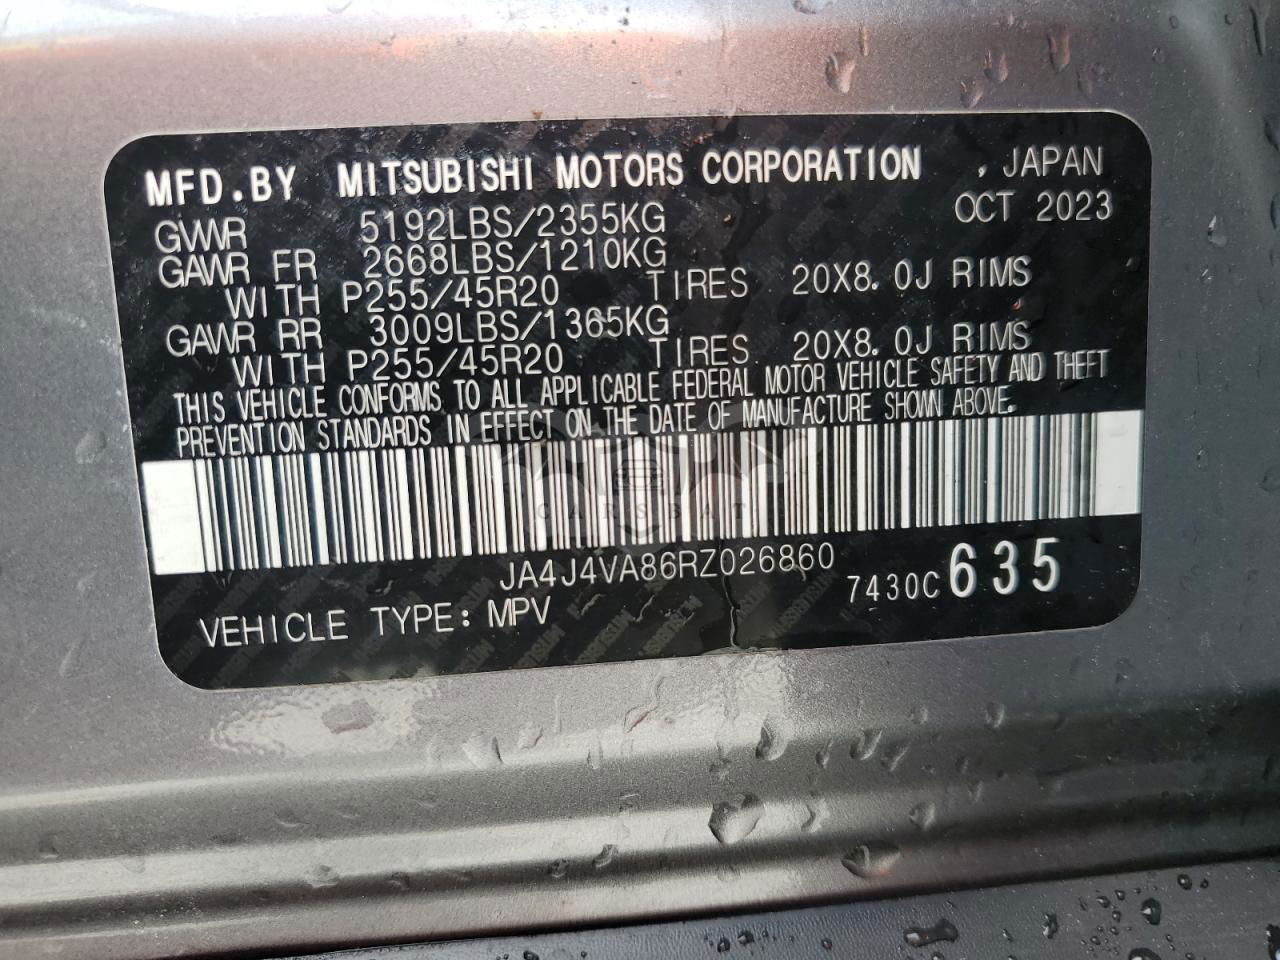 MFD.BY MITSUBISHI MOTORS CORPORATION , JAPAN
GVWR 5192LBS/2355KG OCT 2023
GAWR FR 2668LBS/1210KG
WITH P255/45R20 TIRES 20X8.0J RIMS
GAWR RR 3009LBS/1365KG
WITH P255/45R20 TIRES 20X8.0J RIMS
THIS VEHICLE CONFORMS TO ALL APPLICABLE FEDERAL MOTOR VEHICLE SAFETY AND THEFT
PREVENTION STANDARDS IN EFFECT ON THE DATE OF MANUFACTURE SHOWN ABOVE.
CARSBAT
JA4J4VA86RZ026860 7430C 635
VEHICLE TYPE: MPV